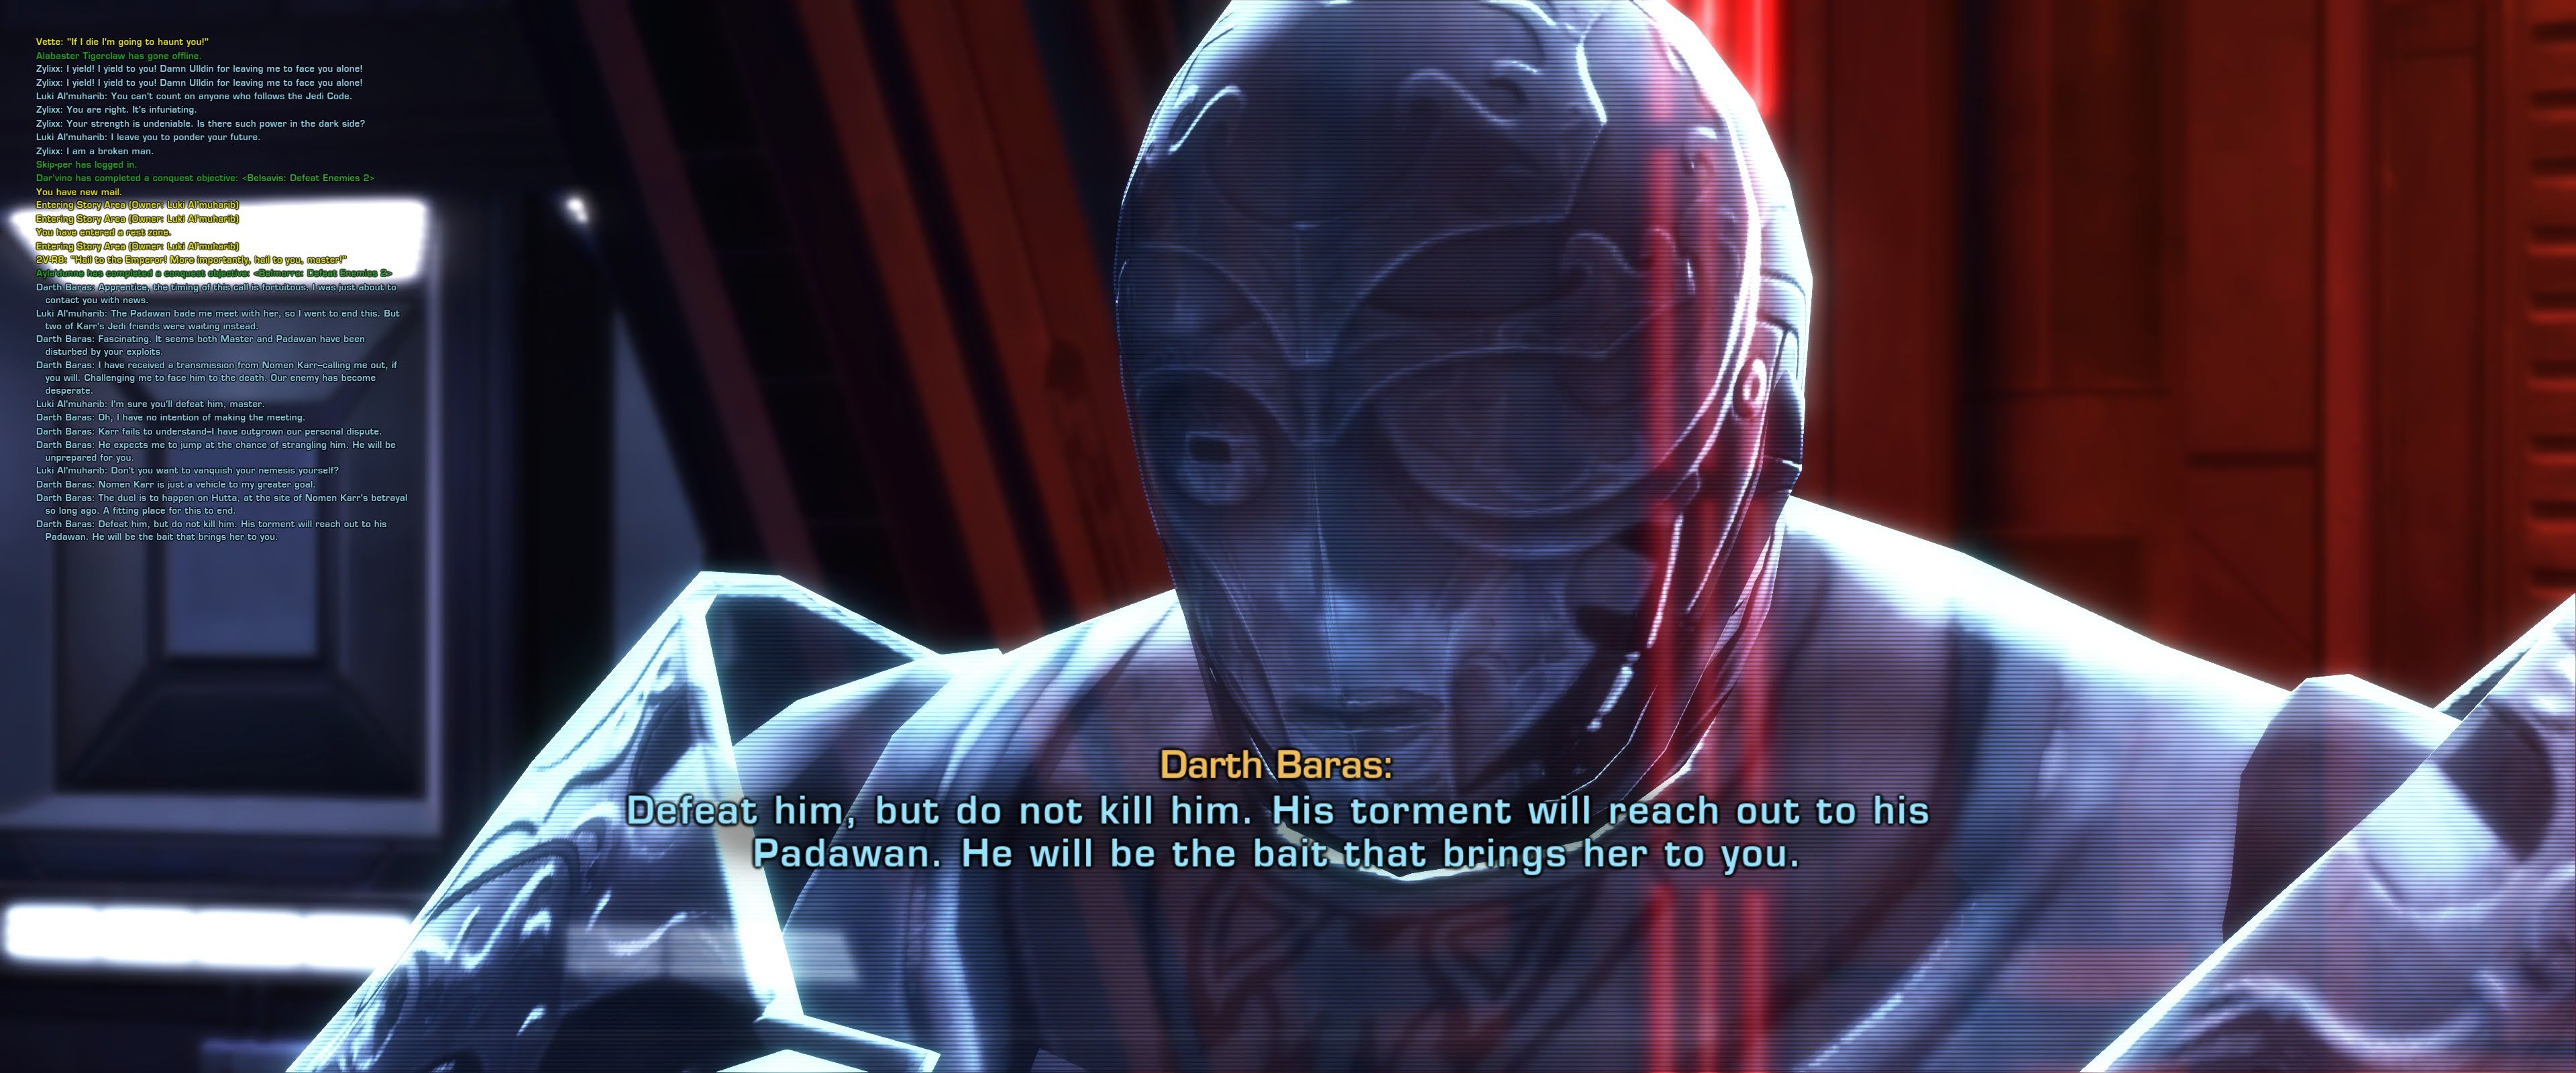 Vette: "If I die I'm going to haunt you!"
Alabaster Tigerclaw has gone offline.
Zylixx: I yield! I yield to you! Damn Ulldin for leaving me to face you alone!
Zylixx: I yield! I yield to you! Damn Ulldin for leaving me to face you alone!
Luki Al'muharib: You can't count on anyone who follows the Jedi Code.
Zylixx: You are right. It's infuriating.
Zylixx: Your strength is undeniable. Is there such power in the dark side?
Luki Al'muharib: I leave you to ponder your future.
Zylixx: I am a broken man.
Skip-per has logged in.
Dar'vino has completed a conquest objective: <Belsavis: Defeat Enemies 2>
You have new mail.
Entering Story Area (Owner: Luki Al'muharib)
Entering Story Area (Owner: Luki Al'muharib)
You have entered a rest zone.
Entering Story Area (Owner: Luki Al'muharib)
2V-R8: "Hail to the Emperor! More importantly, hail to you, master!"
has completed a conquest objective: <Balmorra: Defeat Enemies 2>
Darth Baras: Apprentice, the timing of this call is fortuitous. I was just about to
contact you with news.
Luki Al'muharib: The Padawan bade me meet with her, so I went to end this. But
two of Karr's Jedi friends were waiting instead.
Darth Baras: Fascinating. It seems both Master and Padawan have been
disturbed by your exploits.
Darth Baras: I have received a transmission from Nomen Karr–calling me out, if
you will. Challenging me to face him to the death. Our enemy has become
desperate.
Luki Al'muharib: I'm sure you'll defeat him, master.
Darth Baras: Oh, I have no intention of making the meeting.
Darth Baras: Karr fails to understand–I have outgrown our personal dispute.
Darth Baras: He expects me to jump at the chance of strangling him. He will be
unprepared for you.
Luki Al'muharib: Don't you want to vanquish your nemesis yourself?
Darth Baras: Nomen Karr is just a vehicle to my greater goal.
Darth Baras: The duel is to happen on Hutta, at the site of Nomen Karr's betrayal
so long ago. A fitting place for this to end.
Darth Baras: Defeat him, but do not kill him. His torment will reach out to his
Padawan. He will be the bait that brings her to you.
Darth Baras:
Defeat him, but do not kill him. His torment will reach out to his
Padawan. He will be the bait that brings her to you.